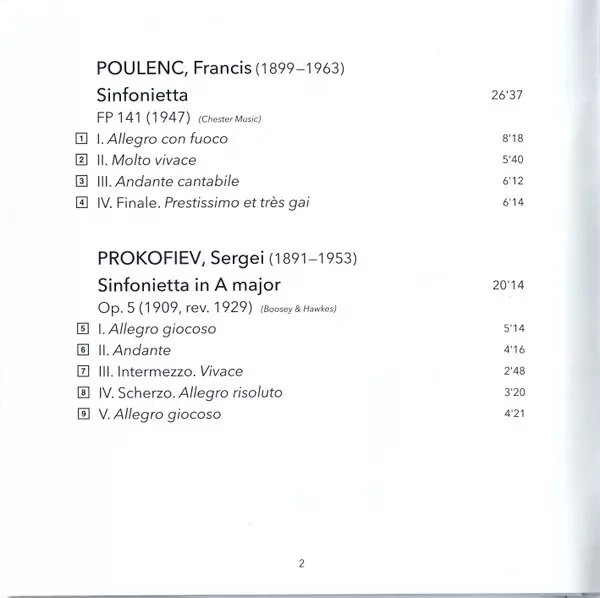 POULENC, Francis (1899–1963)
Sinfonietta 26'37
FP 141 (1947) (Chester Music)
1 I. Allegro con fuoco 8'18
2 II. Molto vivace 5'40
3 III. Andante cantabile 6'12
4 IV. Finale. Prestissimo et très gai 6'14
PROKOFIEV, Sergei (1891–1953)
Sinfonietta in A major 20'14
Op. 5 (1909, rev. 1929) (Boosey & Hawkes)
5 I. Allegro giocoso 5'14
6 II. Andante 4'16
7 III. Intermezzo. Vivace 2'48
8 IV. Scherzo. Allegro risoluto 3'20
9 V. Allegro giocoso 4'21
2